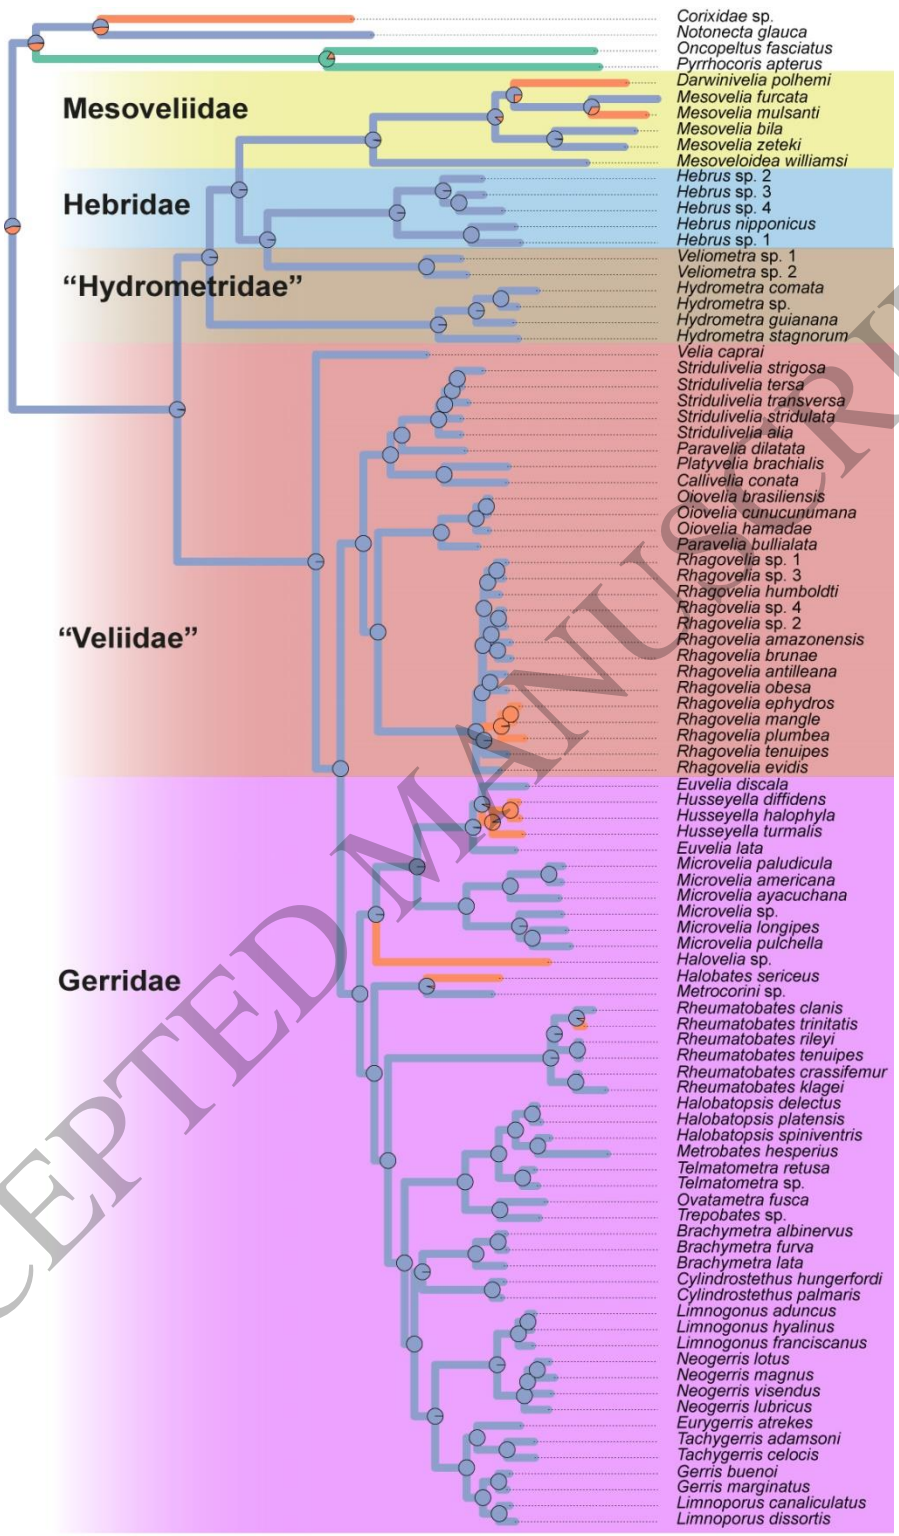 Corixidae sp.
Notonecta glauca
Oncopeltus fasciatus
Pyrrhocoris apterus
Darwinivelia polhemi
Mesoveliidae
Mesovelia furcata
Mesovelia mulsanti
Mesovelia bila
Mesovelia zeteki
Mesoveloidea williamsi
Hebrus sp. 2
Hebrus sp. 3
Hebridae
Hebrus sp. 4
Hebrus nipponicus
Hebrus sp. 1
Veliometra sp. 1
Veliometra sp. 2
“Hydrometridae”
Hydrometra comata
Hydrometra sp.
Hydrometra guianana
Hydrometra stagnorum
Velia caprai
Stridulivelia strigosa
Stridulivelia tersa
Stridulivelia transversa
Stridulivelia stridulata
Stridulivelia alia
Paravelia dilatata
Platyvelia brachialis
Callivelia conata
Oiovelia brasiliensis
Oiovelia cunucunumana
Oiovelia hamadae
Paravelia bullialata
Rhagovelia sp. 1
Rhagovelia sp. 3
Rhagovelia humboldti
Rhagovelia sp. 4
Rhagovelia sp. 2
“Veliidae”
Rhagovelia amazonensis
Rhagovelia brunae
Rhagovelia antilleana
Rhagovelia obesa
Rhagovelia ephydros
Rhagovelia mangle
Rhagovelia plumbea
Rhagovelia tenuipes
Rhagovelia evidis
Euvelia discala
Husseyella diffidens
Husseyella halophyla
Husseyella turmalis
Euvelia lata
Microvelia paludicula
Microvelia americana
Microvelia ayacuchana
Microvelia sp.
Microvelia longipes
Microvelia pulchella
Halovelia sp.
Gerridae
Halobates sericeus
Metrocorini sp.
Rheumatobates clanis
Rheumatobates trinitatis
Rheumatobates rileyi
Rheumatobates tenuipes
Rheumatobates crassifemur
Rheumatobates klagei
Halobatopsis delectus
Halobatopsis platensis
Halobatopsis spiniventris
Metrobates hesperius
Telmatometra retusa
Telmatometra sp.
Ovatametra fusca
Trepobates sp.
Brachymetra albinervus
Brachymetra furva
Brachymetra lata
Cylindrostethus hungerfordi
Cylindrostethus palmaris
Limnogonus aduncus
Limnogonus hyalinus
Limnogonus franciscanus
Neogerris lotus
Neogerris magnus
Neogerris visendus
Neogerris lubricus
Eurygerris atrekes
Tachygerris adamsoni
Tachygerris celocis
Gerris buenoi
Gerris marginatus
Limnoporus canaliculatus
Limnoporus dissortis
CEPTED MANUSCRI